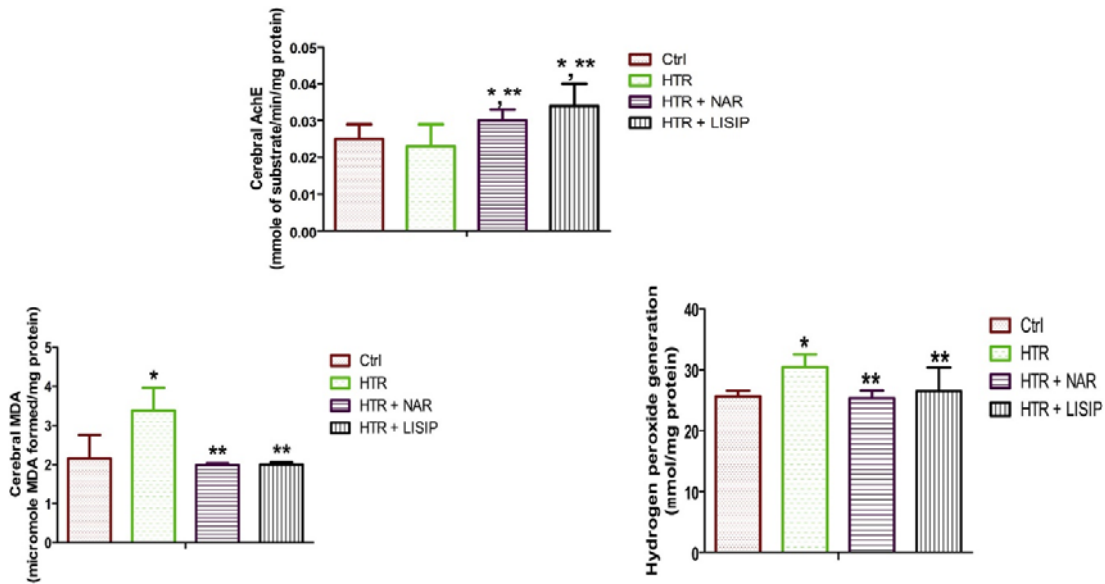 Cerebral AchE
(mmole of substrate/min/mg protein)
0.05
0.04
0.03
0.02
0.01
0.00
*,**
*,**
Ctrl
HTR
HTR + NAR
HTR + LISIP
Cerebral MDA
(micromole MDA formed/mg protein)
5
4
3
2
1
0
*
**
**
Ctrl
HTR
HTR + NAR
HTR + LISIP
Hydrogen peroxide generation
(mmol/mg protein)
40
30
20
10
0
*
**
**
Ctrl
HTR
HTR + NAR
HTR + LISIP